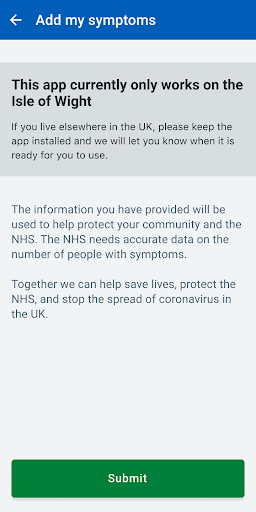 Add my symptoms
This app currently only works on the
Isle of Wight
If you live elsewhere in the UK, please keep the
app installed and we will let you know when it is
ready for you to use.
The information you have provided will be
used to help protect your community and the
NHS. The NHS needs accurate data on the
number of people with symptoms.
Together we can help save lives, protect the
NHS, and stop the spread of coronavirus in
the UK.
Submit